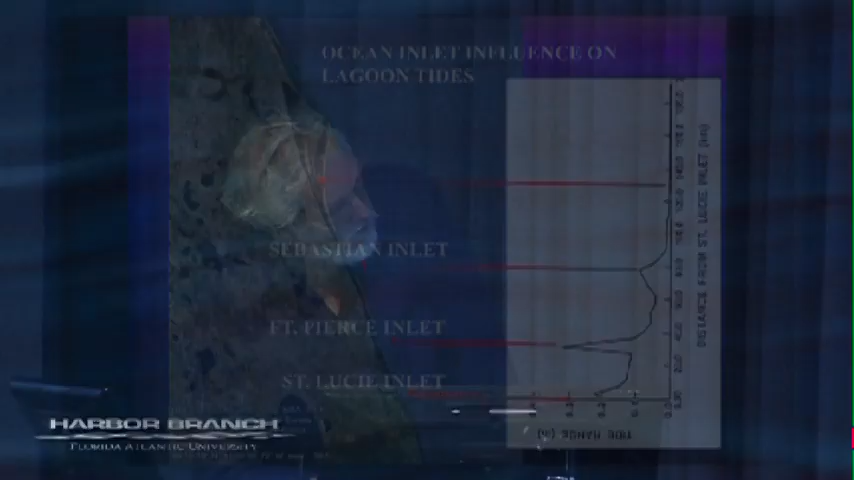 OCEAN INLET INFLUENCE ON
LAGOON TIDES
SEBASTIAN INLET
FT. PIERCE INLET
ST. LUCIE INLET
DISTANCE FROM ST. LUCIE INLET (km)
TIDE RANGE (m)
HARBOR BRANCH
FLORIDA ATLANTIC UNIVERSITY